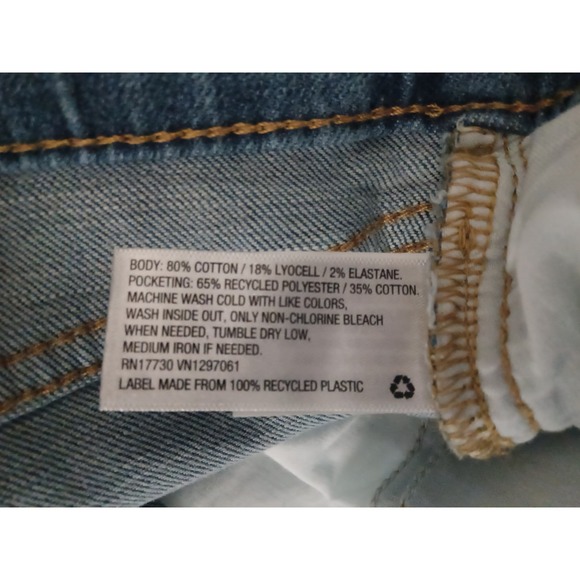 BODY: 80% COTTON / 18% LYOCELL / 2% ELASTANE.
POCKETING: 65% RECYCLED POLYESTER / 35% COTTON.
MACHINE WASH COLD WITH LIKE COLORS,
WASH INSIDE OUT, ONLY NON-CHLORINE BLEACH
WHEN NEEDED, TUMBLE DRY LOW,
MEDIUM IRON IF NEEDED.
RN17730 VN1297061
LABEL MADE FROM 100% RECYCLED PLASTIC